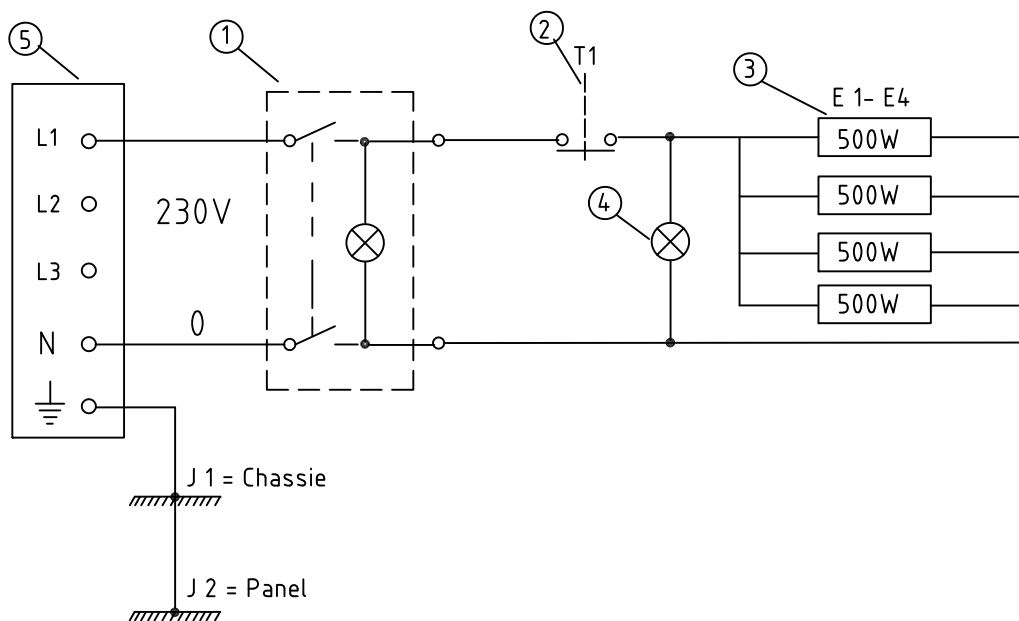 5
1
2
T1
3
E 1- E4
L1
500W
L2
230V
4
500W
L3
500W
500W
N
0
J 1 = Chassie
J 2 = Panel